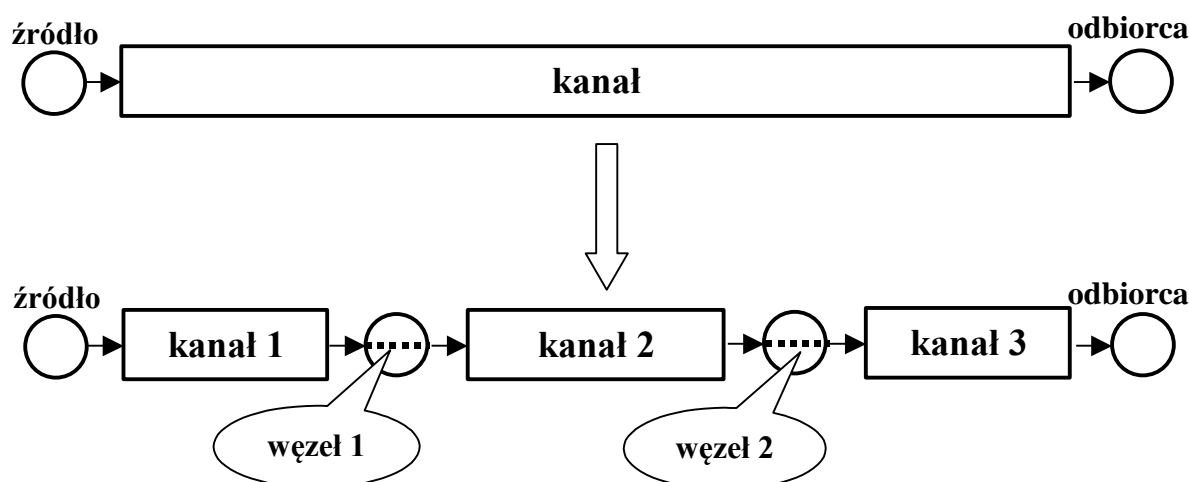 źródło
odbiorca
kanał
źródło
odbiorca
kanał 1
kanał 2
kanał 3
węzeł 1
węzeł 2